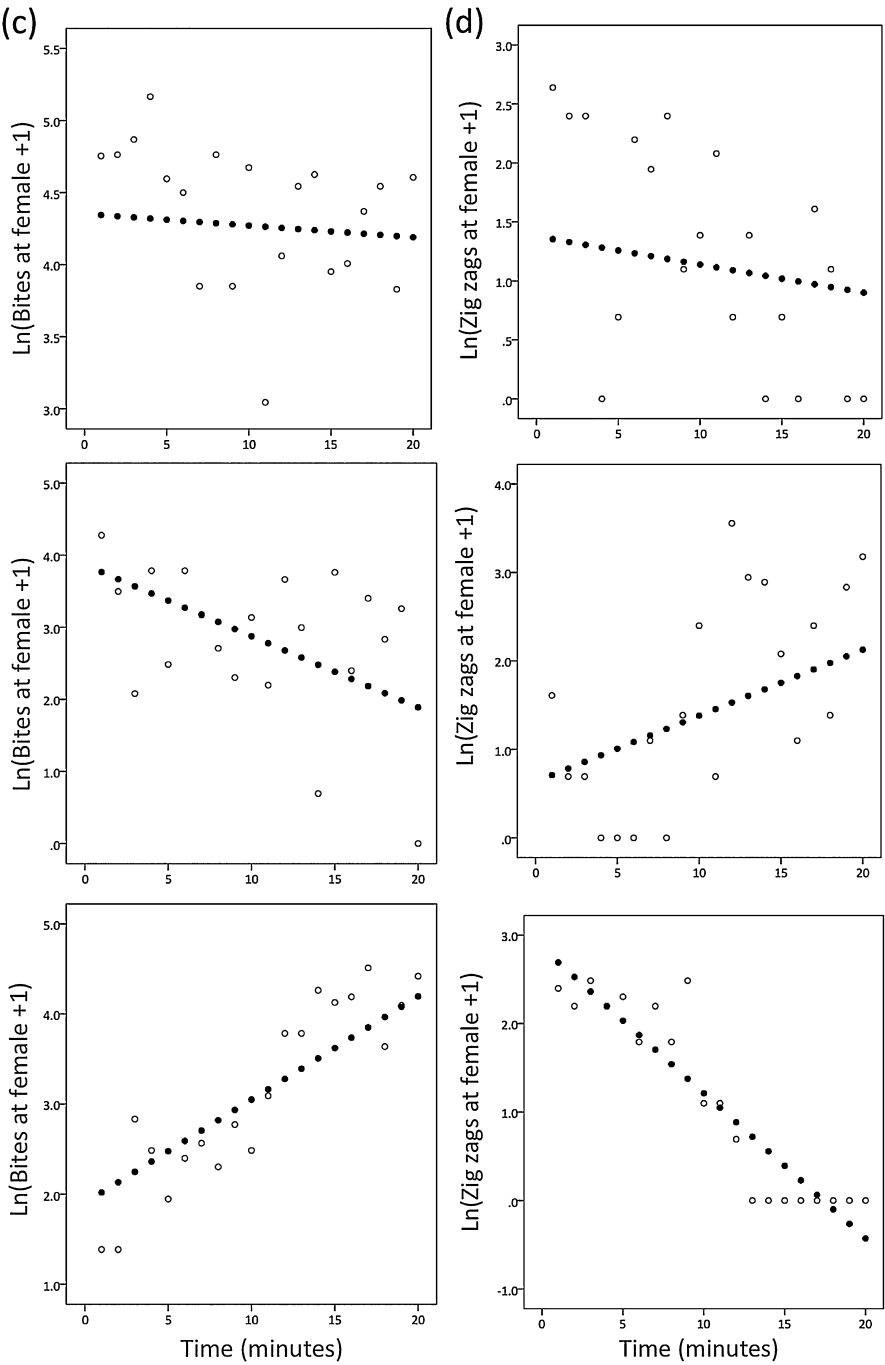 (c)
(d)
Ln(Bites at female +1)
5.5
5.0
4.5
4.0
3.5
3.0
0 5 10 15 20
Ln(Zig zags at female +1)
3.0
2.5
2.0
1.5
1.0
.5
.0
0 5 10 15 20
Ln(Bites at female +1)
5.0
4.0
3.0
2.0
1.0
.0
0 5 10 15 20
Ln(Zig zags at female +1)
4.0
3.0
2.0
1.0
.0
0 5 10 15 20
Ln(Bites at female +1)
5.0
4.0
3.0
2.0
1.0
0 5 10 15 20
Time (minutes)
Ln(Zig zags at female +1)
3.0
2.0
1.0
.0
-1.0
0 5 10 15 20
Time (minutes)